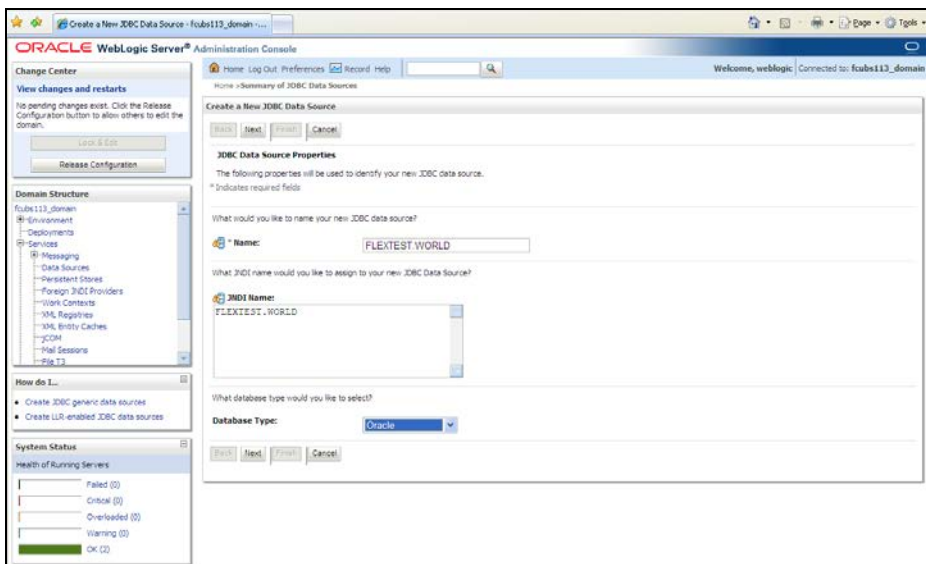 Create a New JDBC Data Source - fcubs113_domain -...
Page
Tools
ORACLE WebLogic Server® Administration Console
Change Center
View changes and restarts
No pending changes exist. Click the Release
Configuration button to allow others to edit the
domain.
Lock & Edit
Release Configuration
Domain Structure
fcubs113_domain
Environment
Deployments
Services
Messaging
Data Sources
Persistent Stores
Foreign JNDI Providers
Work Contexts
XML Registries
XML Entity Caches
jCOM
Mail Sessions
File T3
How do I...
Create JDBC generic data sources
Create LLR-enabled JDBC data sources
System Status
Health of Running Servers
Failed (0)
Critical (0)
Overloaded (0)
Warning (0)
OK (2)
Home Log Out Preferences Record Help
Welcome, weblogic Connected to: fcubs113_domain
Home >Summary of JDBC Data Sources
Create a New JDBC Data Source
Back Next Finish Cancel
JDBC Data Source Properties
The following properties will be used to identify your new JDBC data source.
* Indicates required fields
What would you like to name your new JDBC data source?
* Name: FLEXTEST.WORLD
What JNDI name would you like to assign to your new JDBC Data Source?
JNDI Name:
FLEXTEST.WORLD
What database type would you like to select?
Database Type: Oracle
Back Next Finish Cancel